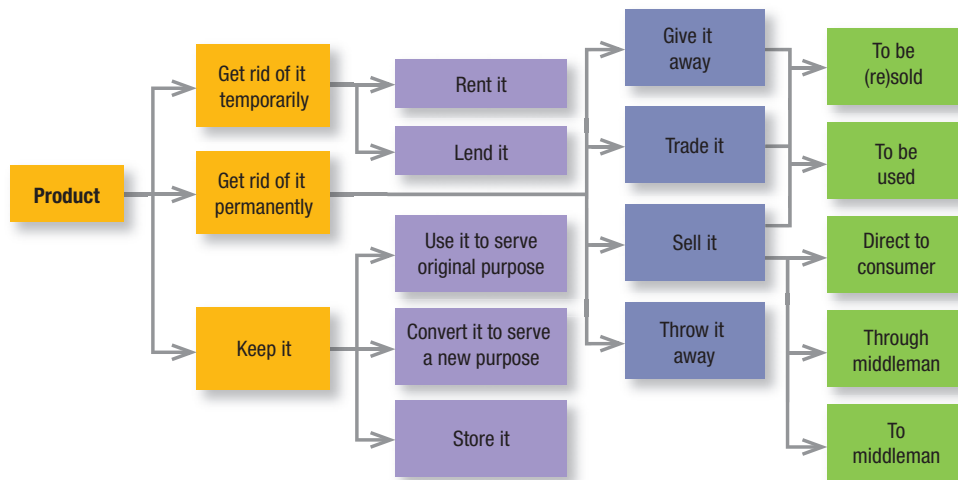 Product
Get rid of it
temporarily
Get rid of it
permanently
Keep it
Rent it
Lend it
Use it to serve
original purpose
Convert it to serve
a new purpose
Store it
Give it
away
Trade it
Sell it
Throw it
away
To be
(re)sold
To be
used
Direct to
consumer
Through
middleman
To
middleman